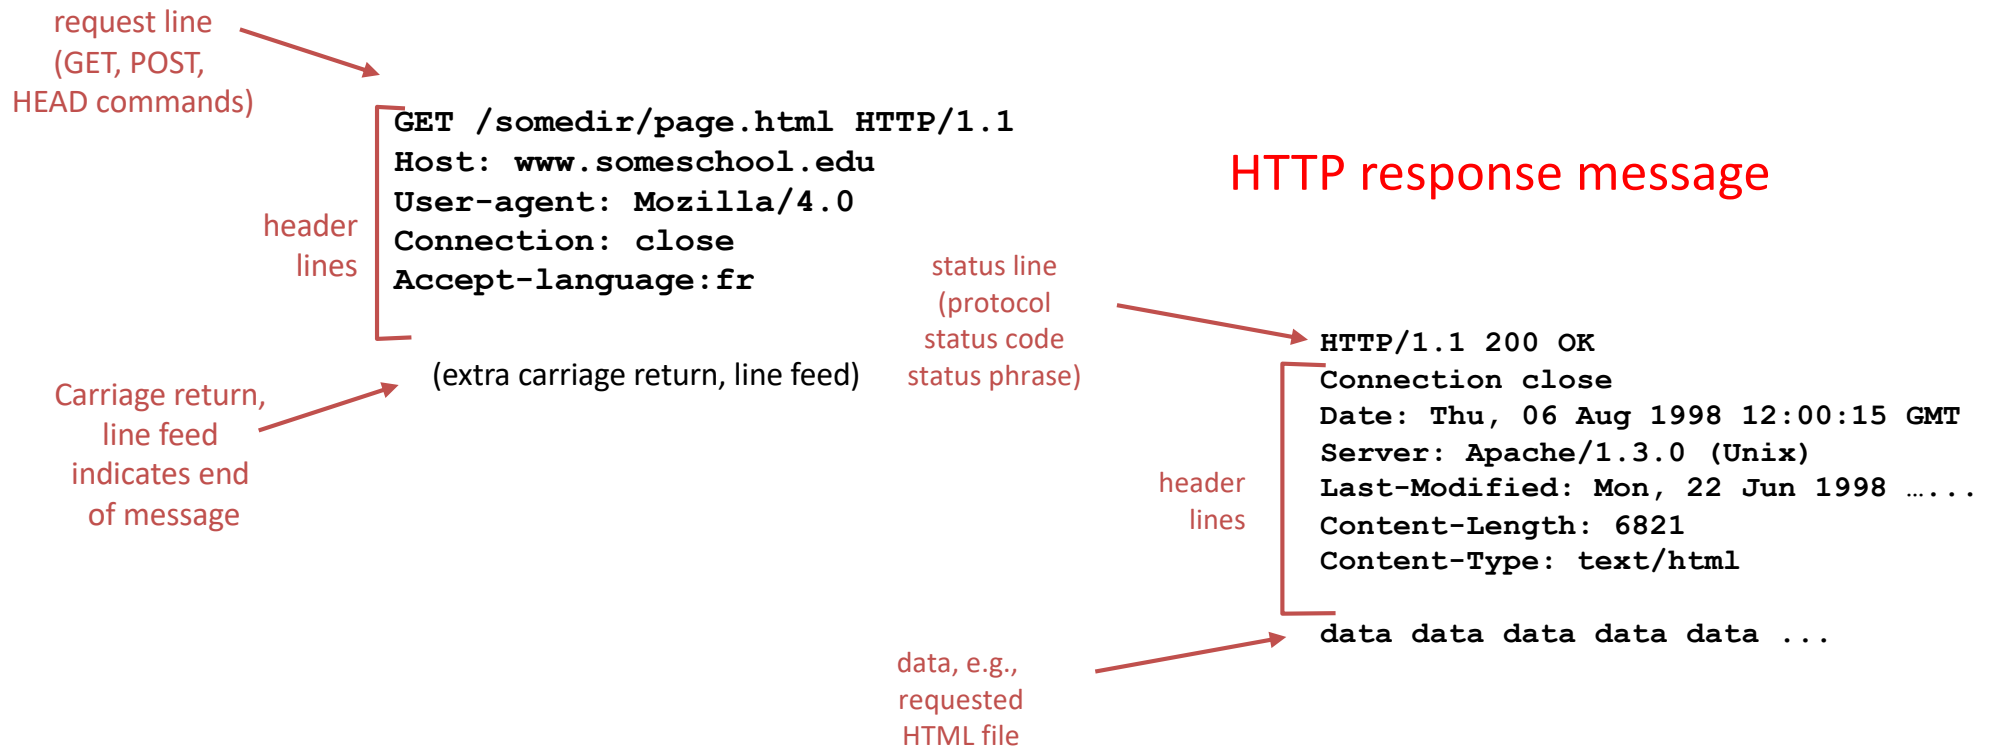 request line
(GET, POST,
HEAD commands)
GET /somedir/page.html HTTP/1.1
Host: www.someschool.edu
User-agent: Mozilla/4.0
Connection: close
Accept-language:fr
header
lines
(extra carriage return, line feed)
Carriage return,
line feed
indicates end
of message
HTTP response message
status line
(protocol
status code
status phrase)
HTTP/1.1 200 OK
Connection close
Date: Thu, 06 Aug 1998 12:00:15 GMT
Server: Apache/1.3.0 (Unix)
Last-Modified: Mon, 22 Jun 1998 …...
Content-Length: 6821
Content-Type: text/html
header
lines
data data data data data ...
data, e.g.,
requested
HTML file